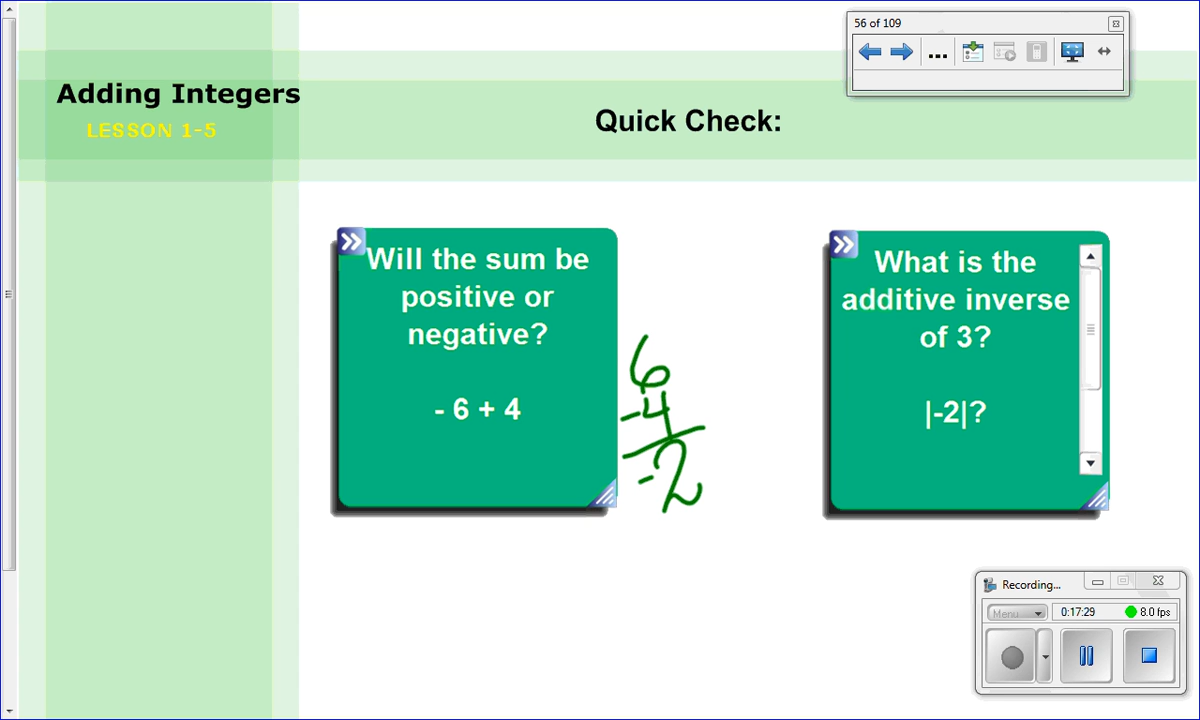 56 of 109
Adding Integers
LESSON 1-5
Quick Check:
Will the sum be
positive or
negative?
- 6 + 4
6
-4
-2
What is the
additive inverse
of 3?
|-2|?
Recording...
Menu
0:17:29
8.0 fps